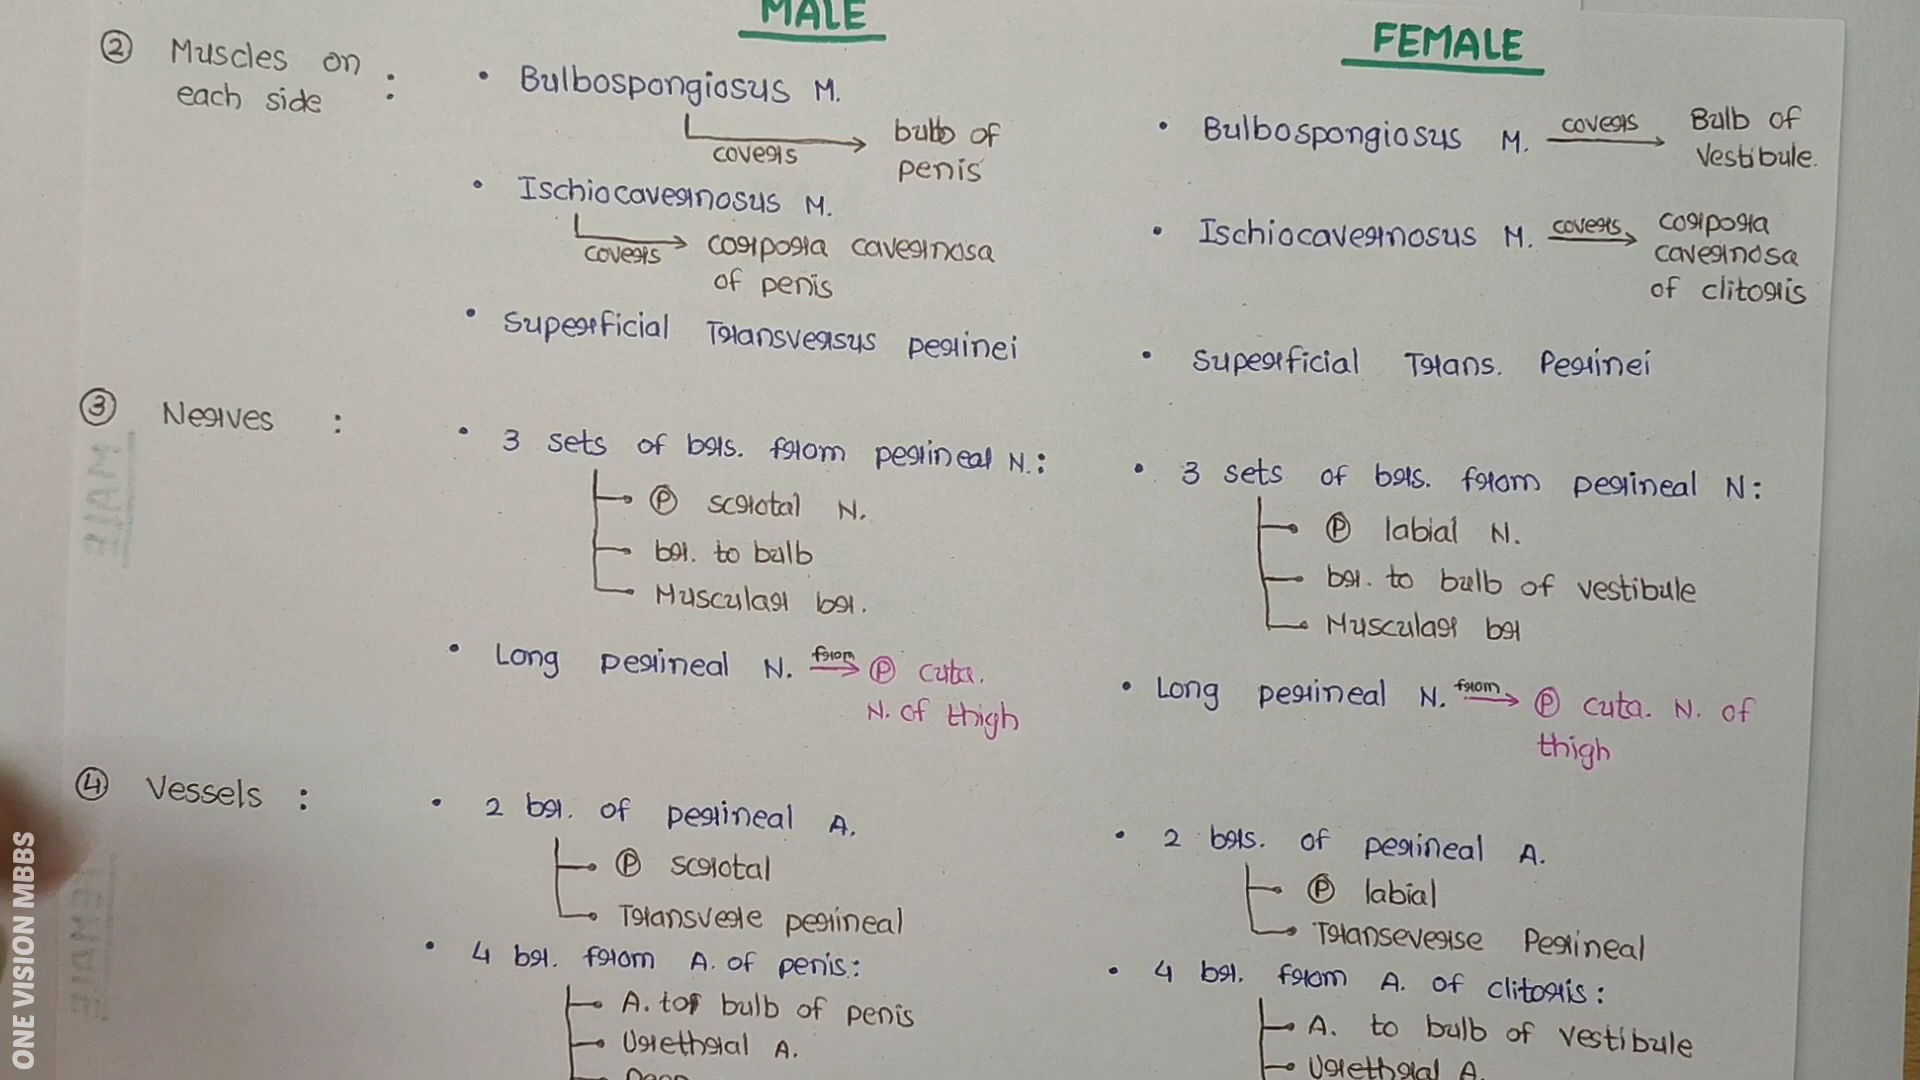 MALE
FEMALE
② Muscles on each side :
• Bulbospongiosus M.
covers → bulb of penis
• Ischiocavernosus M.
covers → corpora cavernosa of penis
• Superficial Transversus perinei
• Bulbospongiosus M. covers → Bulb of Vestibule.
• Ischiocavernosus M. covers → corpora cavernosa of clitoris
• Superficial Trans. Perinei
③ Nerves :
• 3 sets of brs. from perineal N.:
Ⓟ scrotal N.
br. to bulb
Muscular br.
• Long perineal N. from → Ⓟ cuta. N. of thigh
• 3 sets of brs. from perineal N:
Ⓟ labial N.
br. to bulb of vestibule
Muscular br
• Long perineal N. from → Ⓟ cuta. N. of thigh
④ Vessels :
• 2 br. of perineal A.
Ⓟ scrotal
Transverle perineal
• 4 br. from A. of penis:
A. to bulb of penis
Urethral A.
Deep
• 2 brs. of perineal A.
Ⓟ labial
Transeverse Perineal
• 4 br. from A. of clitoris:
A. to bulb of vestibule
Urethral A.
MALE
FEMALE
ONE VISION MBBS